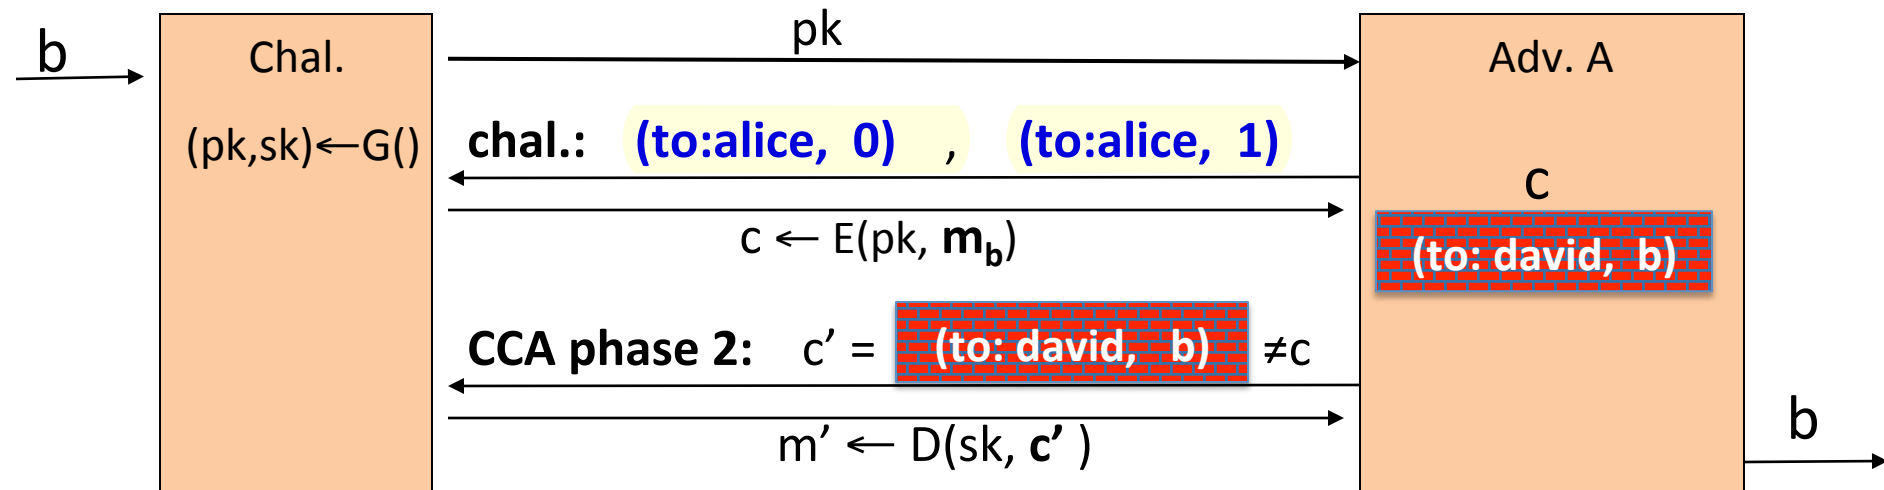 b
Chal.
(pk,sk)←G()
pk
chal.: (to:alice, 0) , (to:alice, 1)
c ← E(pk, m_b)
CCA phase 2: c’ = (to: david, b) ≠c
m’ ← D(sk, c’ )
Adv. A
c
(to: david, b)
b